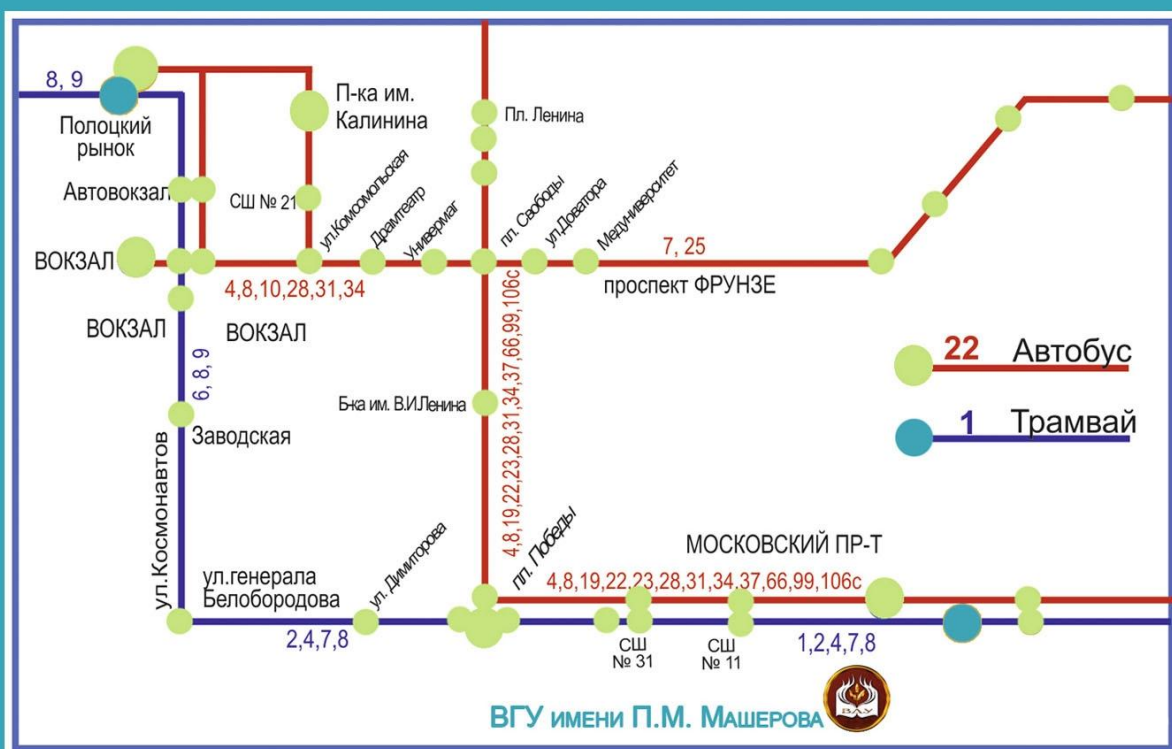 8, 9
Полоцкий
рынок
П-ка им.
Калинина
Пл. Ленина
Автовокзал
СШ № 21
ул.Комсомольская
Драмтеатр
Универмаг
пл. Свободы
ул.Доватора
Медуниверситет
ВОКЗАЛ
7, 25
4,8,10,28,31,34
проспект ФРУНЗЕ
ВОКЗАЛ
ВОКЗАЛ
22 Автобус
6, 8, 9
4,8,19,22,23,28,31,34,37,66,99,106с
Б-ка им. В.И.Ленина
1 Трамвай
Заводская
ул.Космонавтов
ул.генерала
Белобородова
ул. Димиторова
пл. Победы
МОСКОВСКИЙ ПР-Т
4,8,19,22,23,28,31,34.37,66,99,106с
2,4,7,8
СШ
№ 31
СШ
№ 11
1,2,4,7,8
ВГУ ИМЕНИ П.М. МАШЕРОВА
ВДУ